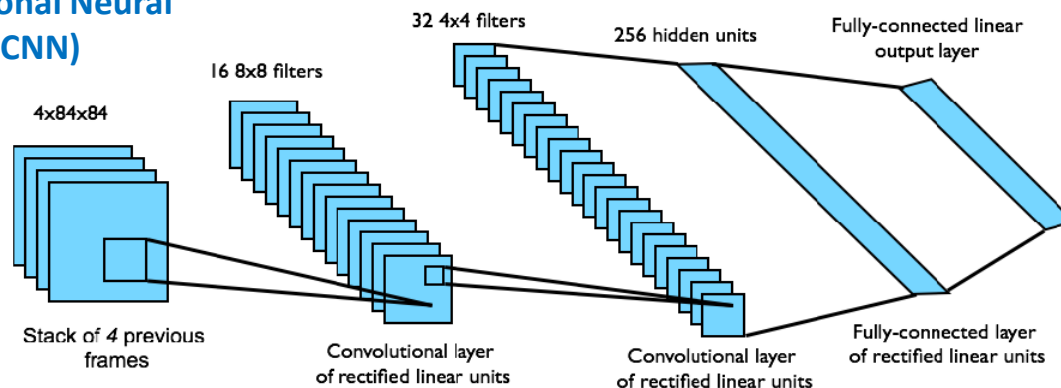 onal Neural
CNN)
4x84x84
16 8x8 filters
32 4x4 filters
256 hidden units
Fully-connected linear
output layer
Stack of 4 previous
frames
Convolutional layer
of rectified linear units
Convolutional layer
of rectified linear units
Fully-connected layer
of rectified linear units